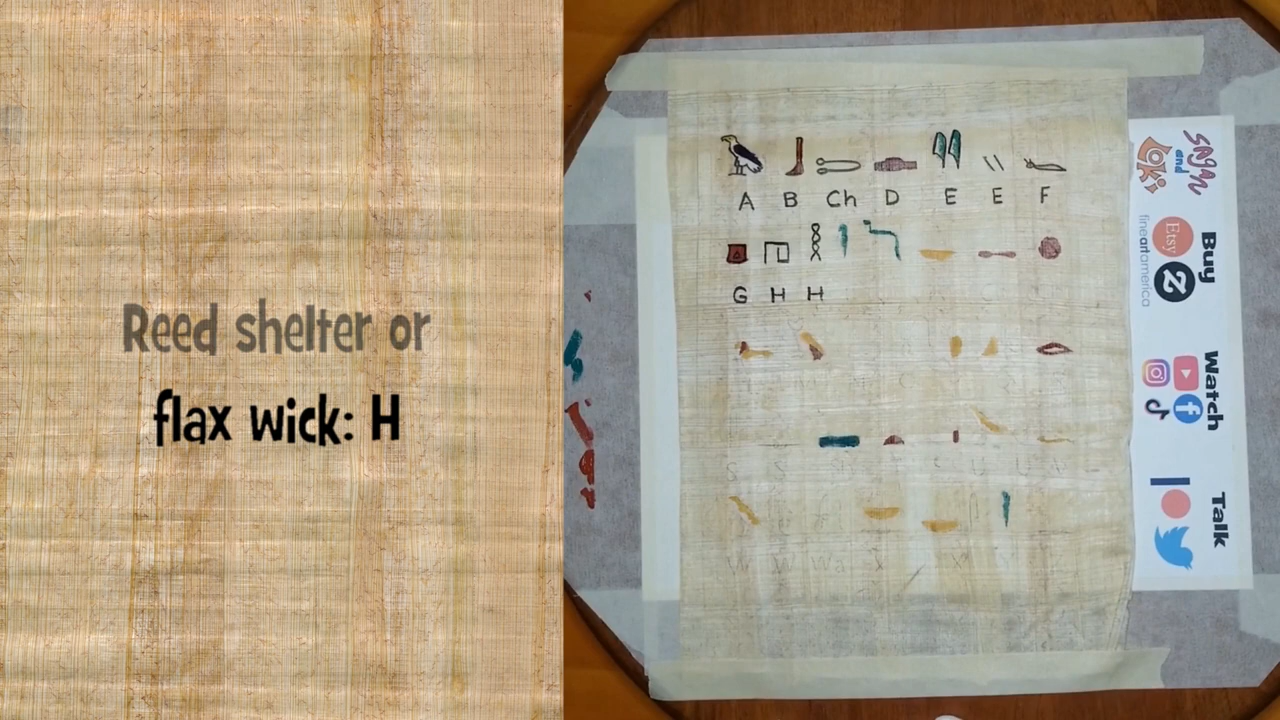 Reed shelter or
flax wick: H
A B Ch D E E F
G H H
SAGAN
and
LOKI
Buy
Etsy
Z
fineartamerica
Watch
Talk